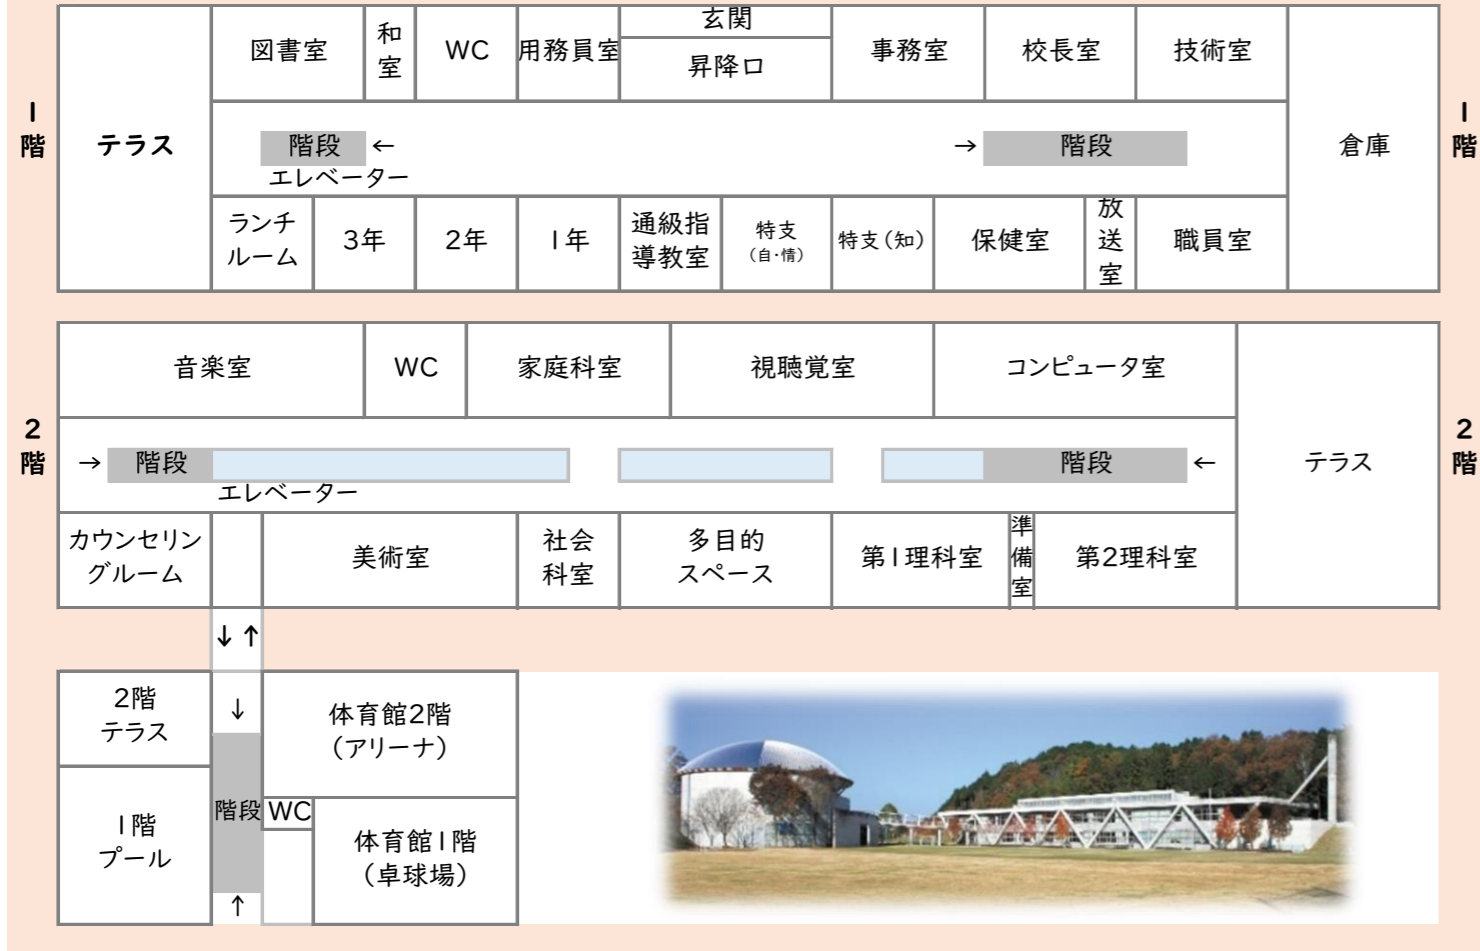 1階
テラス
図書室
和室
WC
用務員室
玄関
昇降口
事務室
校長室
技術室
倉庫
1階
階段 ←
エレベーター
→ 階段
ランチ
ルーム
3年
2年
1年
通級指
導教室
特支
(自・情)
特支(知)
保健室
放送室
職員室
2階
音楽室
WC
家庭科室
視聴覚室
コンピュータ室
テラス
2階
→ 階段
エレベーター
階段 ←
カウンセリン
グルーム
美術室
社会
科室
多目的
スペース
第1理科室
準備室
第2理科室
↓↑
2階
テラス
↓
体育館2階
(アリーナ)
1階
プール
階段
WC
体育館1階
(卓球場)
↑